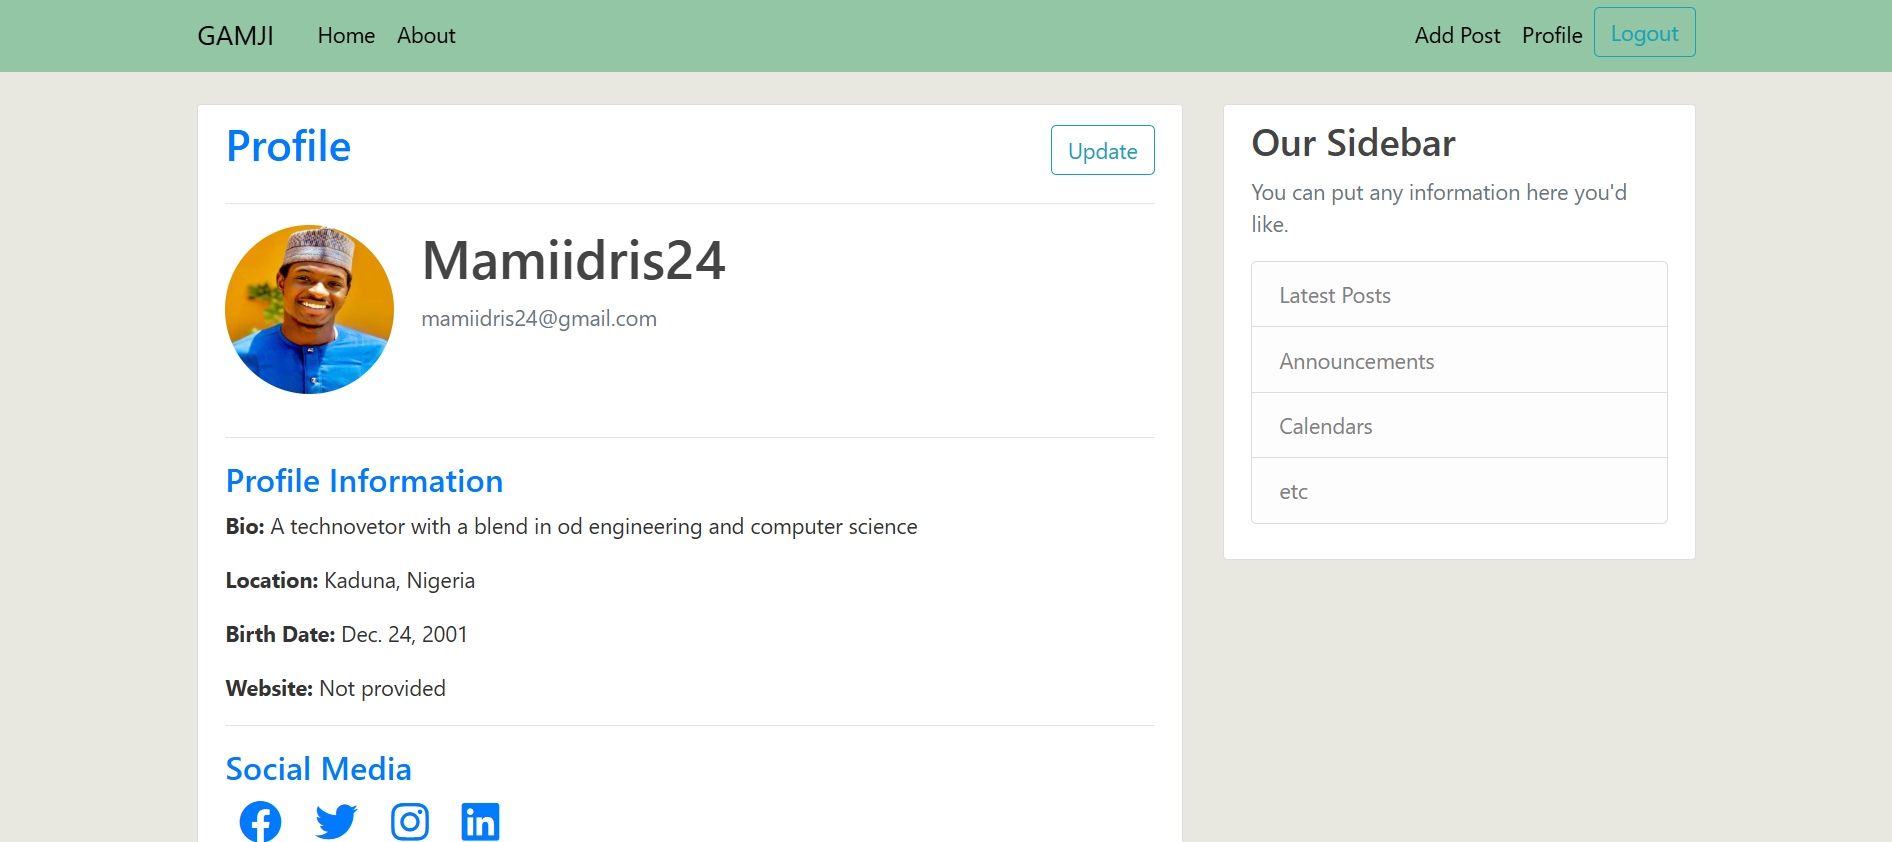 GAMJI Home About Add Post Profile Logout
Profile
Update
Mamiidris24
mamiidris24@gmail.com
Profile Information
Bio: A technovetor with a blend in od engineering and computer science
Location: Kaduna, Nigeria
Birth Date: Dec. 24, 2001
Website: Not provided
Social Media
Our Sidebar
You can put any information here you'd
like.
Latest Posts
Announcements
Calendars
etc